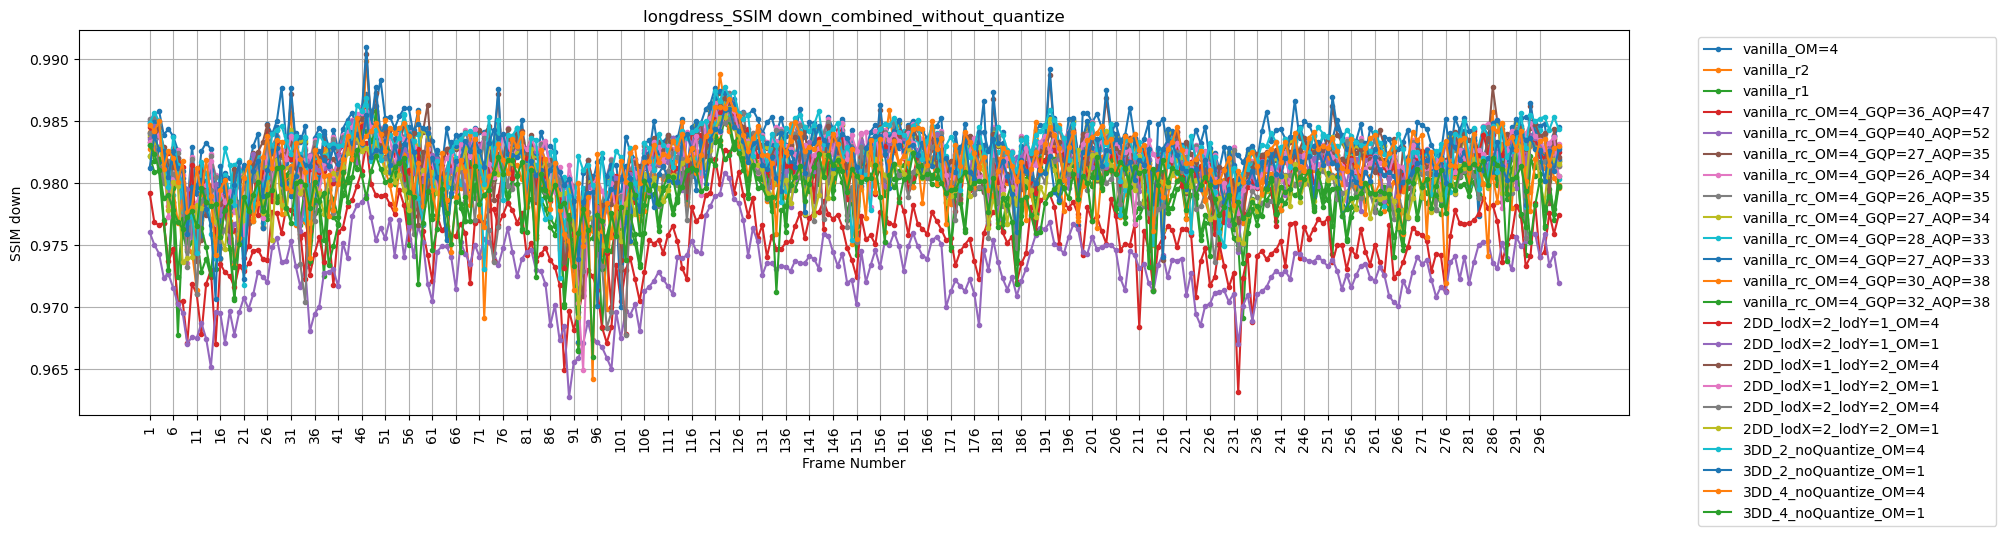 longdress_SSIM down_combined_without_quantize
SSIM down
0.990
0.985
0.980
0.975
0.970
0.965
1 6 11 16 21 26 31 36 41 46 51 56 61 66 71 76 81 86 91 96 101 106 111 116 121 126 131 136 141 146 151 156 161 166 171 176 181 186 191 196 201 206 211 216 221 226 231 236 241 246 251 256 261 266 271 276 281 286 291 296
Frame Number
vanilla_OM=4
vanilla_r2
vanilla_r1
vanilla_rc_OM=4_GQP=36_AQP=47
vanilla_rc_OM=4_GQP=40_AQP=52
vanilla_rc_OM=4_GQP=27_AQP=35
vanilla_rc_OM=4_GQP=26_AQP=34
vanilla_rc_OM=4_GQP=26_AQP=35
vanilla_rc_OM=4_GQP=27_AQP=34
vanilla_rc_OM=4_GQP=28_AQP=33
vanilla_rc_OM=4_GQP=27_AQP=33
vanilla_rc_OM=4_GQP=30_AQP=38
vanilla_rc_OM=4_GQP=32_AQP=38
2DD_lodX=2_lodY=1_OM=4
2DD_lodX=2_lodY=1_OM=1
2DD_lodX=1_lodY=2_OM=4
2DD_lodX=1_lodY=2_OM=1
2DD_lodX=2_lodY=2_OM=4
2DD_lodX=2_lodY=2_OM=1
3DD_2_noQuantize_OM=4
3DD_2_noQuantize_OM=1
3DD_4_noQuantize_OM=4
3DD_4_noQuantize_OM=1